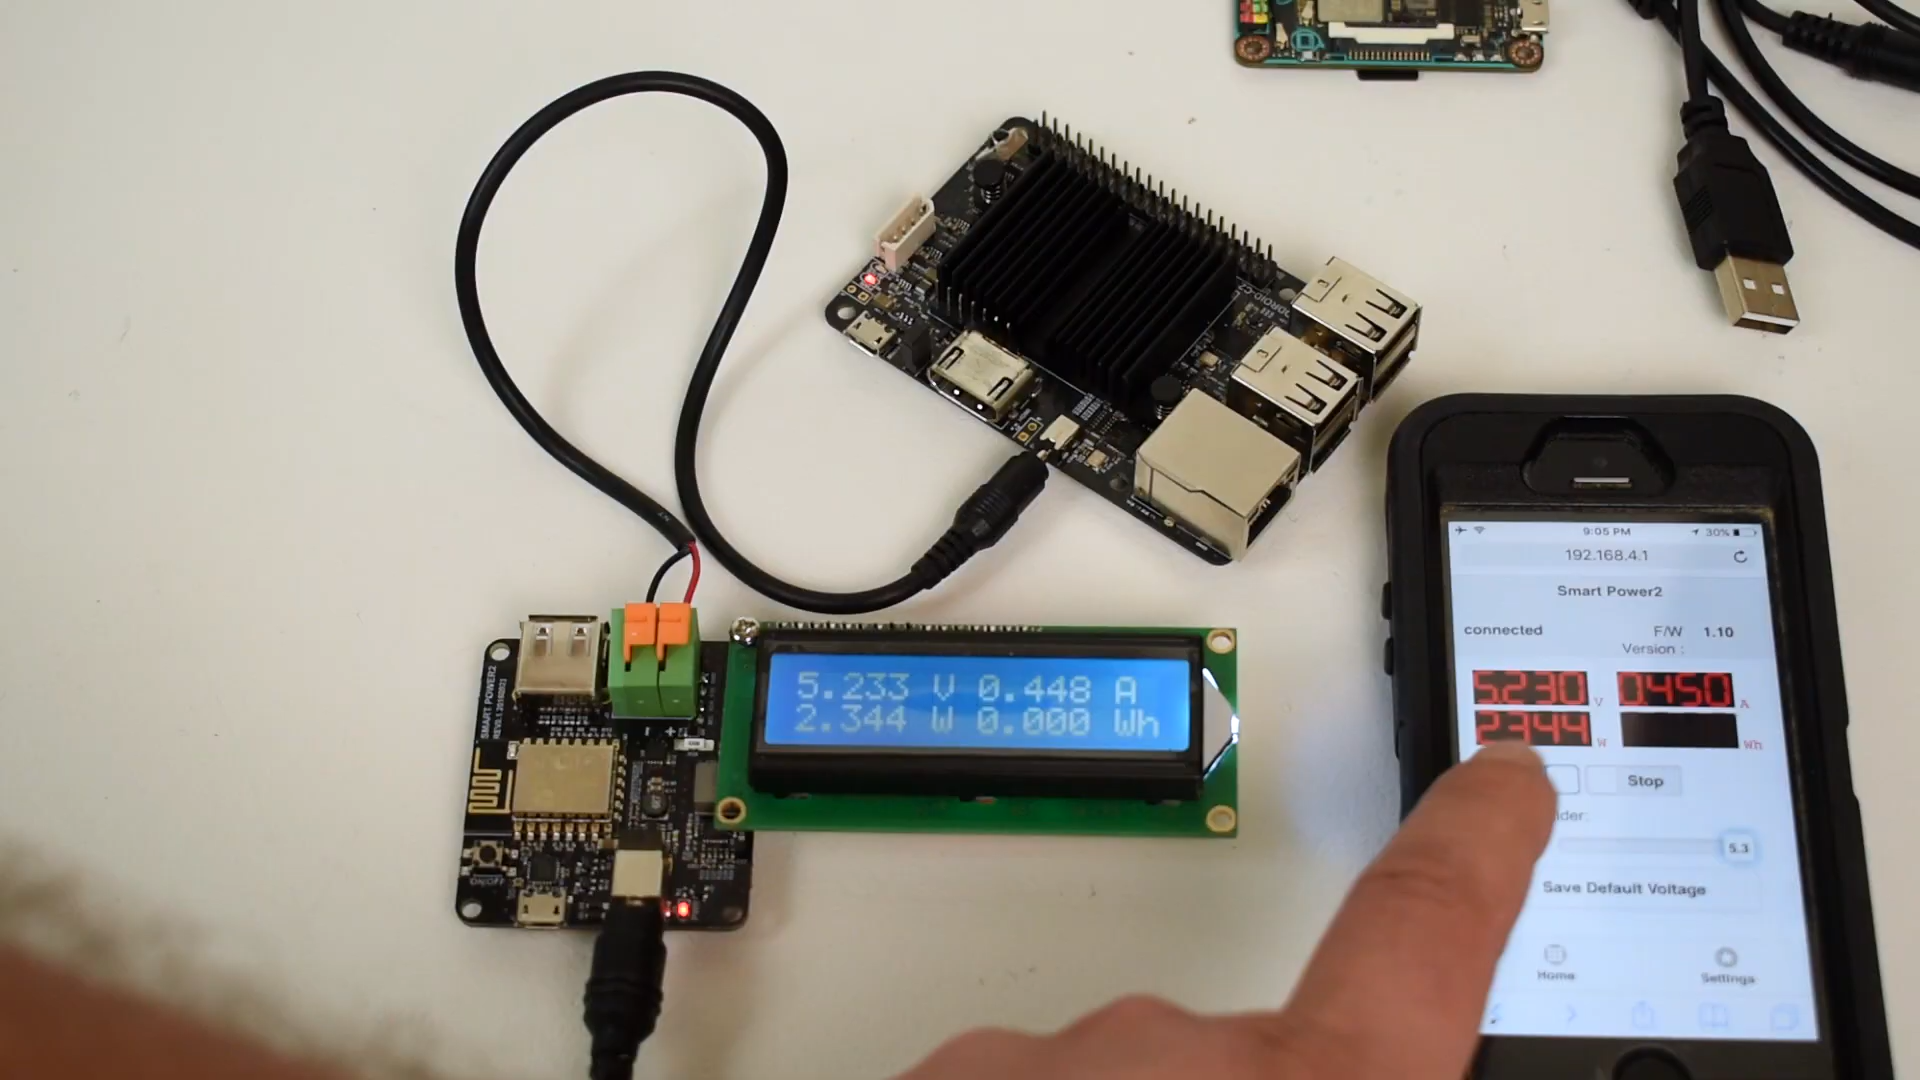 5.233 V 0.448 A
2.344 W 0.000 Wh
SMART POWER2
ON/OFF
9:05 PM
30%
192.168.4.1
Smart Power2
connected
F/W 1.10
Version :
5.230 V 0.450 A
2.344 W Wh
Stop
5.3
Save Default Voltage
Home
Settings